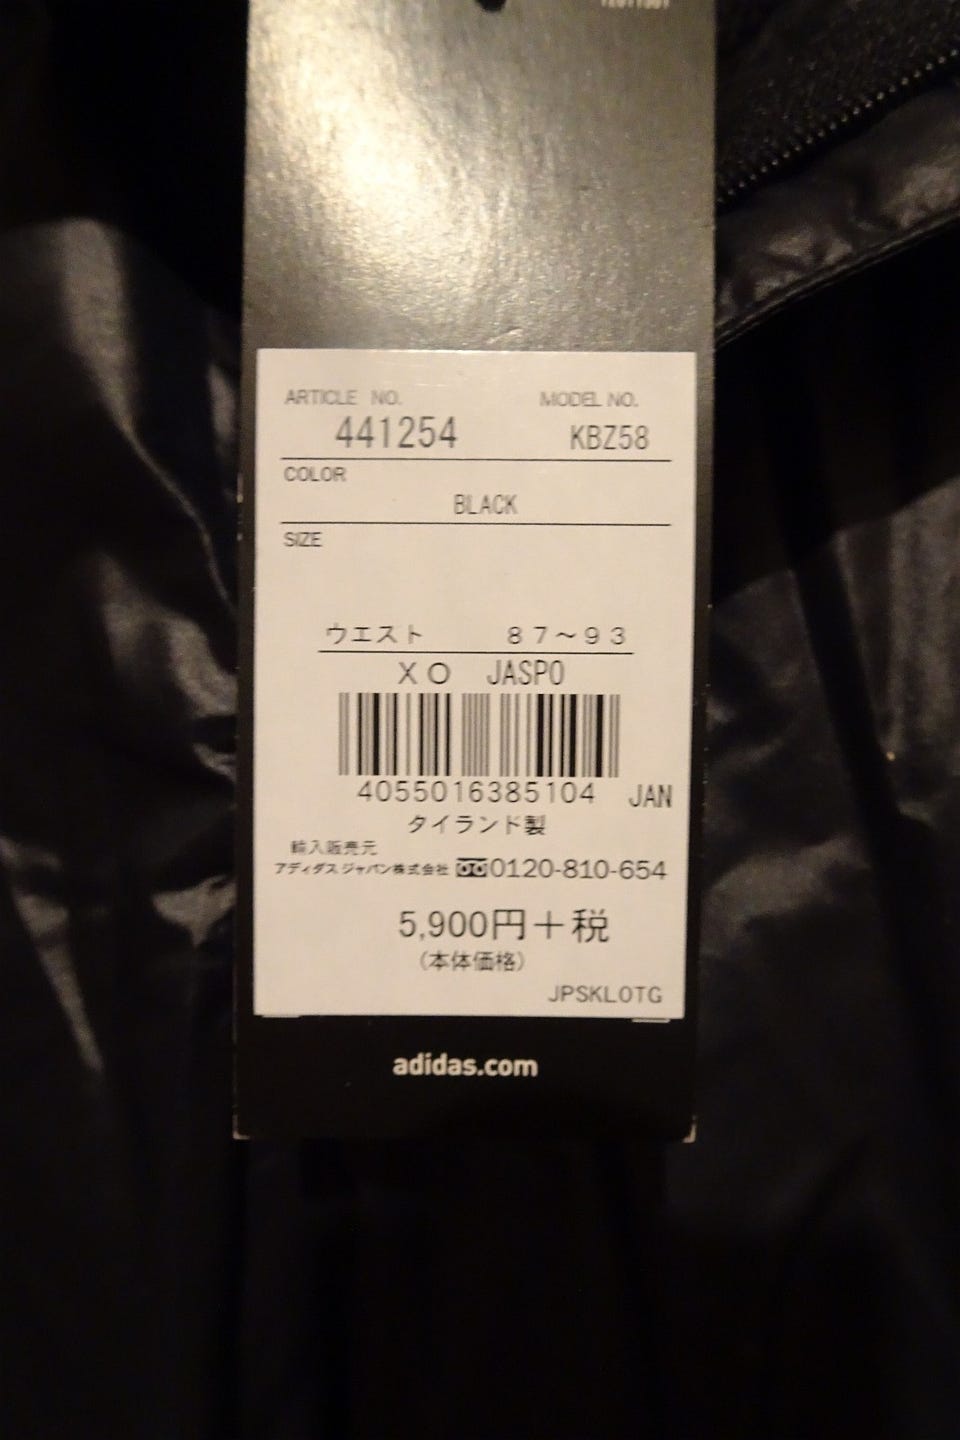 ARTICLE NO. MODEL NO.
441254 KBZ58
COLOR
BLACK
SIZE
ウエスト 87～93
XO JASPO
4055016385104 JAN
タイランド製
輸入販売元
アディダス ジャパン株式会社 0120-810-654
5,900円＋税
(本体価格)
JPSKLOTG
adidas.com